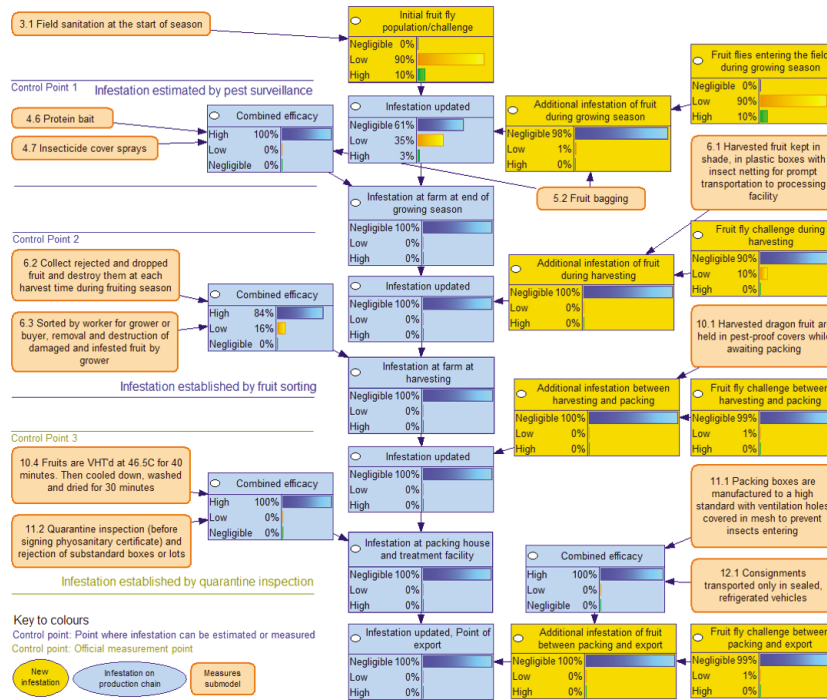 3.1 Field sanitation at the start of season
Initial fruit fly
population/challenge
Negligible 0%
Low 90%
High 10%
Fruit flies entering the field
during growing season
Negligible 0%
Low 90%
High 10%
Control Point 1
Infestation estimated by pest surveillance
4.6 Protein bait
4.7 Insecticide cover sprays
Combined efficacy
High 100%
Low 0%
Negligible 0%
Infestation updated
Negligible 61%
Low 35%
High 3%
Additional infestation of fruit
during growing season
Negligible 98%
Low 1%
High 0%
5.2 Fruit bagging
6.1 Harvested fruit kept in
shade, in plastic boxes with
insect netting for prompt
transportation to processing
facility
Infestation at farm at end of
growing season
Negligible 100%
Low 0%
High 0%
Control Point 2
6.2 Collect rejected and dropped
fruit and destroy them at each
harvest time during fruiting season
6.3 Sorted by worker for grower or
buyer, removal and destruction of
damaged and infested fruit by
grower
Combined efficacy
High 84%
Low 16%
Negligible 0%
Infestation updated
Negligible 100%
Low 0%
High 0%
Additional infestation of fruit
during harvesting
Negligible 100%
Low 0%
High 0%
Fruit fly challenge during
harvesting
Negligible 90%
Low 10%
High 0%
Infestation established by fruit sorting
Infestation at farm at
harvesting
Negligible 100%
Low 0%
High 0%
10.1 Harvested dragon fruit are
held in pest-proof covers while
awaiting packing
Additional infestation between
harvesting and packing
Negligible 100%
Low 0%
High 0%
Fruit fly challenge between
harvesting and packing
Negligible 99%
Low 1%
High 0%
Control Point 3
10.4 Fruits are VHT'd at 46.5C for 40
minutes. Then cooled down, washed
and dried for 30 minutes
11.2 Quarantine inspection (before
signing phyosanitary certificate) and
rejection of substandard boxes or lots
Combined efficacy
High 100%
Low 0%
Negligible 0%
Infestation updated
Negligible 100%
Low 0%
High 0%
11.1 Packing boxes are
manufactured to a high
standard with ventilation holes
covered in mesh to prevent
insects entering
12.1 Consignments
transported only in sealed,
refrigerated vehicles
Infestation at packing house
and treatment facility
Negligible 100%
Low 0%
High 0%
Combined efficacy
High 100%
Low 0%
Negligible 0%
Infestation established by quarantine inspection
Key to colours
Control point: Point where infestation can be estimated or measured
Control point: Official measurement point
New
infestation
Infestation on
production chain
Measures
submodel
Infestation updated, Point of
export
Negligible 100%
Low 0%
High 0%
Additional infestation of fruit
between packing and export
Negligible 100%
Low 0%
High 0%
Fruit fly challenge between
packing and export
Negligible 99%
Low 1%
High 0%